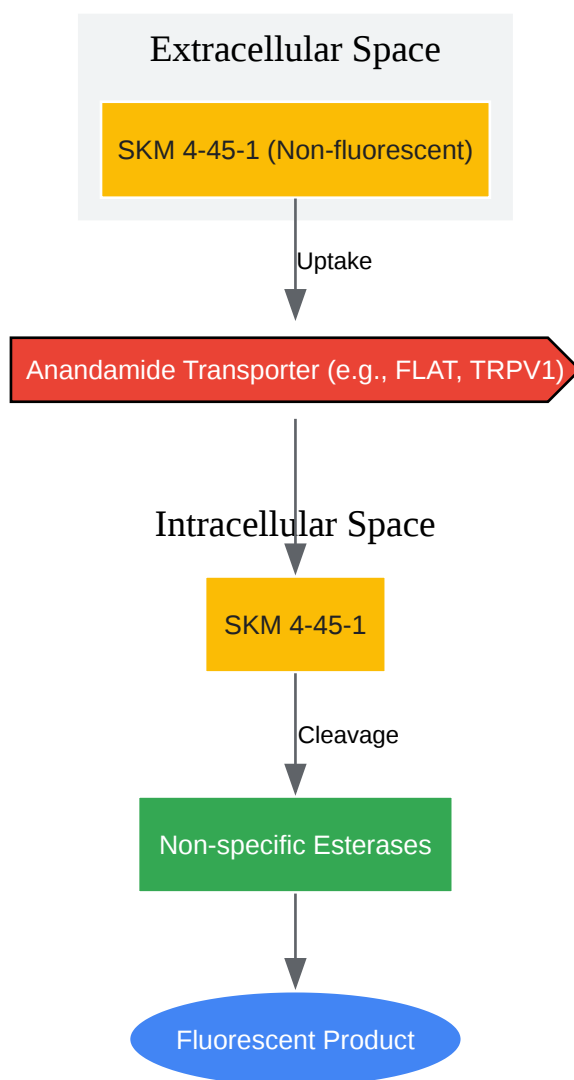 Extracellular Space
SKM 4-45-1 (Non-fluorescent)
Uptake
Anandamide Transporter (e.g., FLAT, TRPV1)
Intracellular Space
SKM 4-45-1
Cleavage
Non-specific Esterases
Fluorescent Product